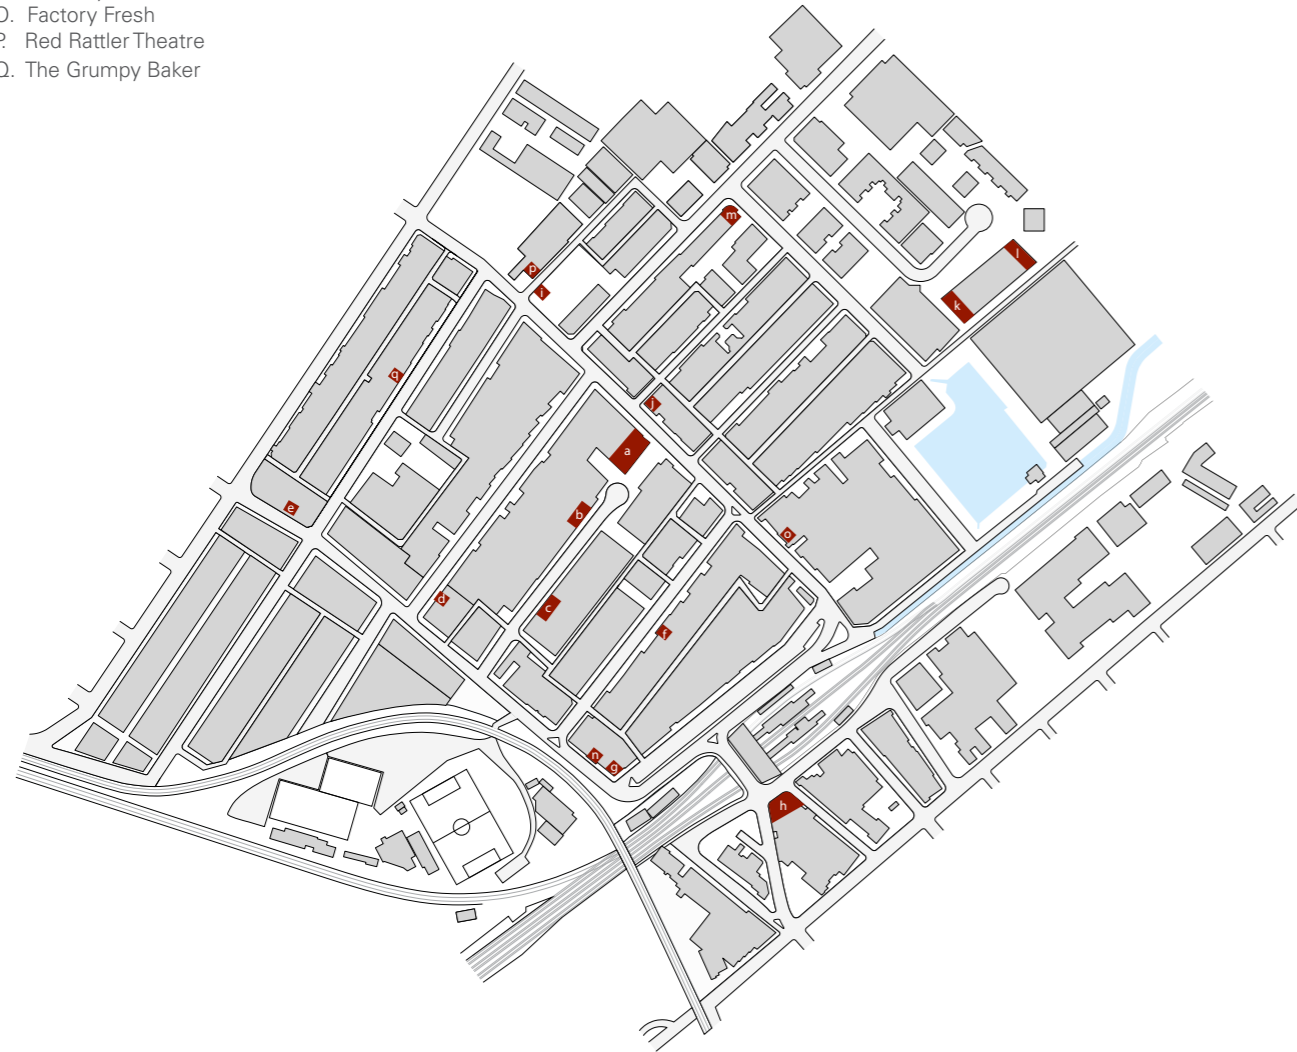 O. Factory Fresh
P. Red Rattler Theatre
Q. The Grumpy Baker
m
l
p
i
k
q
j
a
e
b
o
d
c
f
n
g
h